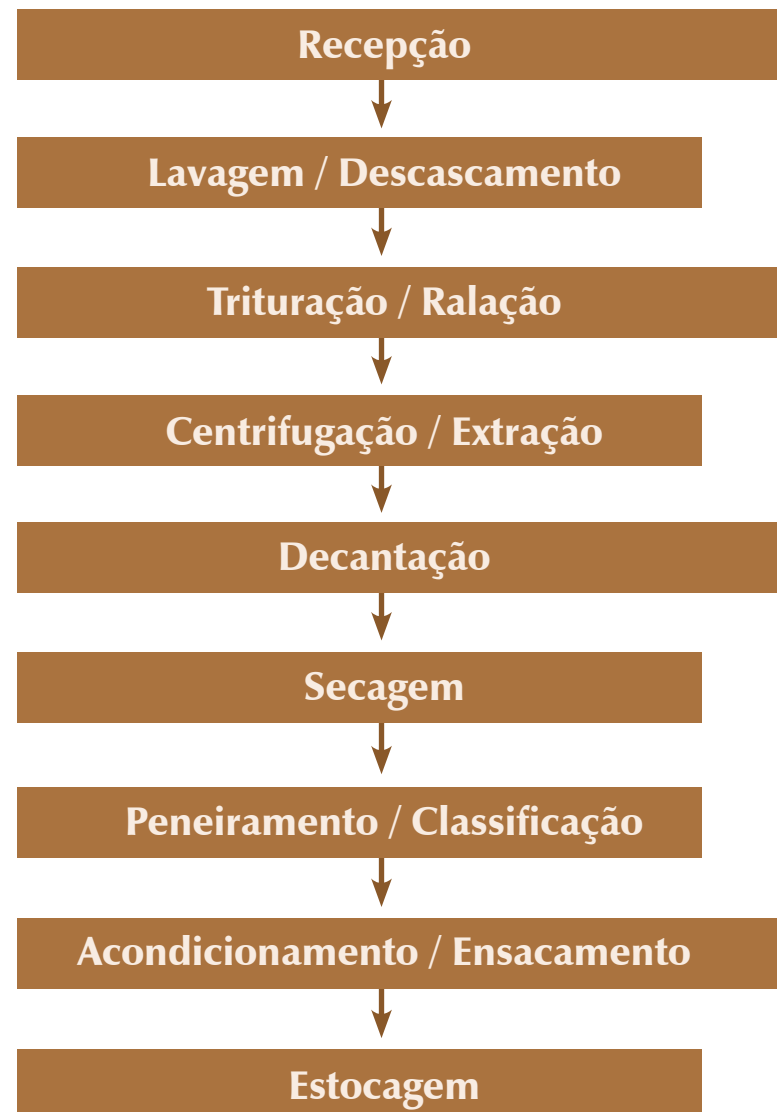 Recepção
Lavagem / Descascamento
Trituração / Ralação
Centrifugação / Extração
Decantação
Secagem
Peneiramento / Classificação
Acondicionamento / Ensacamento
Estocagem